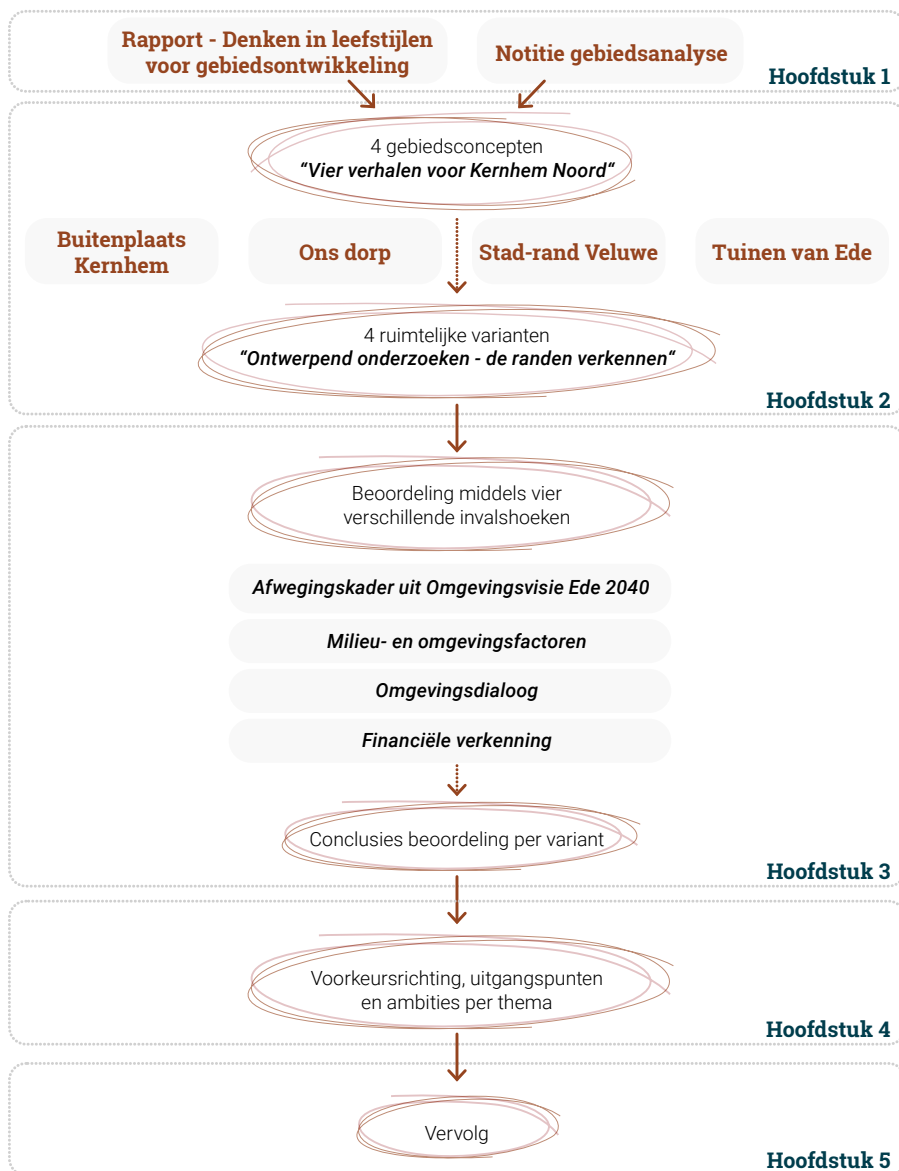 Rapport - Denken in leefstijlen
voor gebiedsontwikkeling
Notitie gebiedsanalyse
Hoofdstuk 1
4 gebiedsconcepten
“Vier verhalen voor Kernhem Noord“
Buitenplaats
Kernhem
Ons dorp
Stad-rand Veluwe
Tuinen van Ede
4 ruimtelijke varianten
“Ontwerpend onderzoeken - de randen verkennen“
Hoofdstuk 2
Beoordeling middels vier
verschillende invalshoeken
Afwegingskader uit Omgevingsvisie Ede 2040
Milieu- en omgevingsfactoren
Omgevingsdialoog
Financiële verkenning
Conclusies beoordeling per variant
Hoofdstuk 3
Voorkeursrichting, uitgangspunten
en ambities per thema
Hoofdstuk 4
Vervolg
Hoofdstuk 5